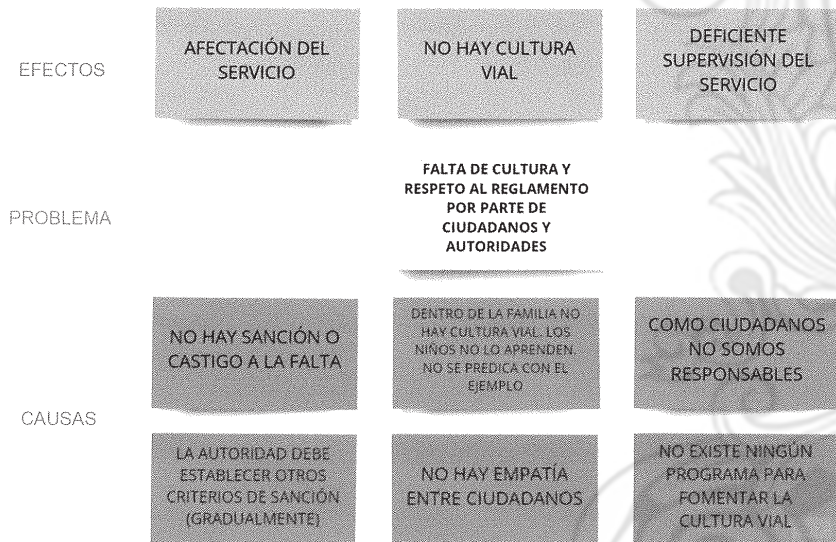 EFECTOS
AFECTACIÓN DEL
SERVICIO
NO HAY CULTURA
VIAL
DEFICIENTE
SUPERVISIÓN DEL
SERVICIO
PROBLEMA
FALTA DE CULTURA Y
RESPETO AL REGLAMENTO
POR PARTE DE
CIUDADANOS Y
AUTORIDADES
CAUSAS
NO HAY SANCIÓN O
CASTIGO A LA FALTA
DENTRO DE LA FAMILIA NO
HAY CULTURA VIAL. LOS
NIÑOS NO LO APRENDEN.
NO SE PREDICA CON EL
EJEMPLO
COMO CIUDADANOS
NO SOMOS
RESPONSABLES
LA AUTORIDAD DEBE
ESTABLECER OTROS
CRITERIOS DE SANCIÓN
(GRADUALMENTE)
NO HAY EMPATÍA
ENTRE CIUDADANOS
NO EXISTE NINGÚN
PROGRAMA PARA
FOMENTAR LA
CULTURA VIAL